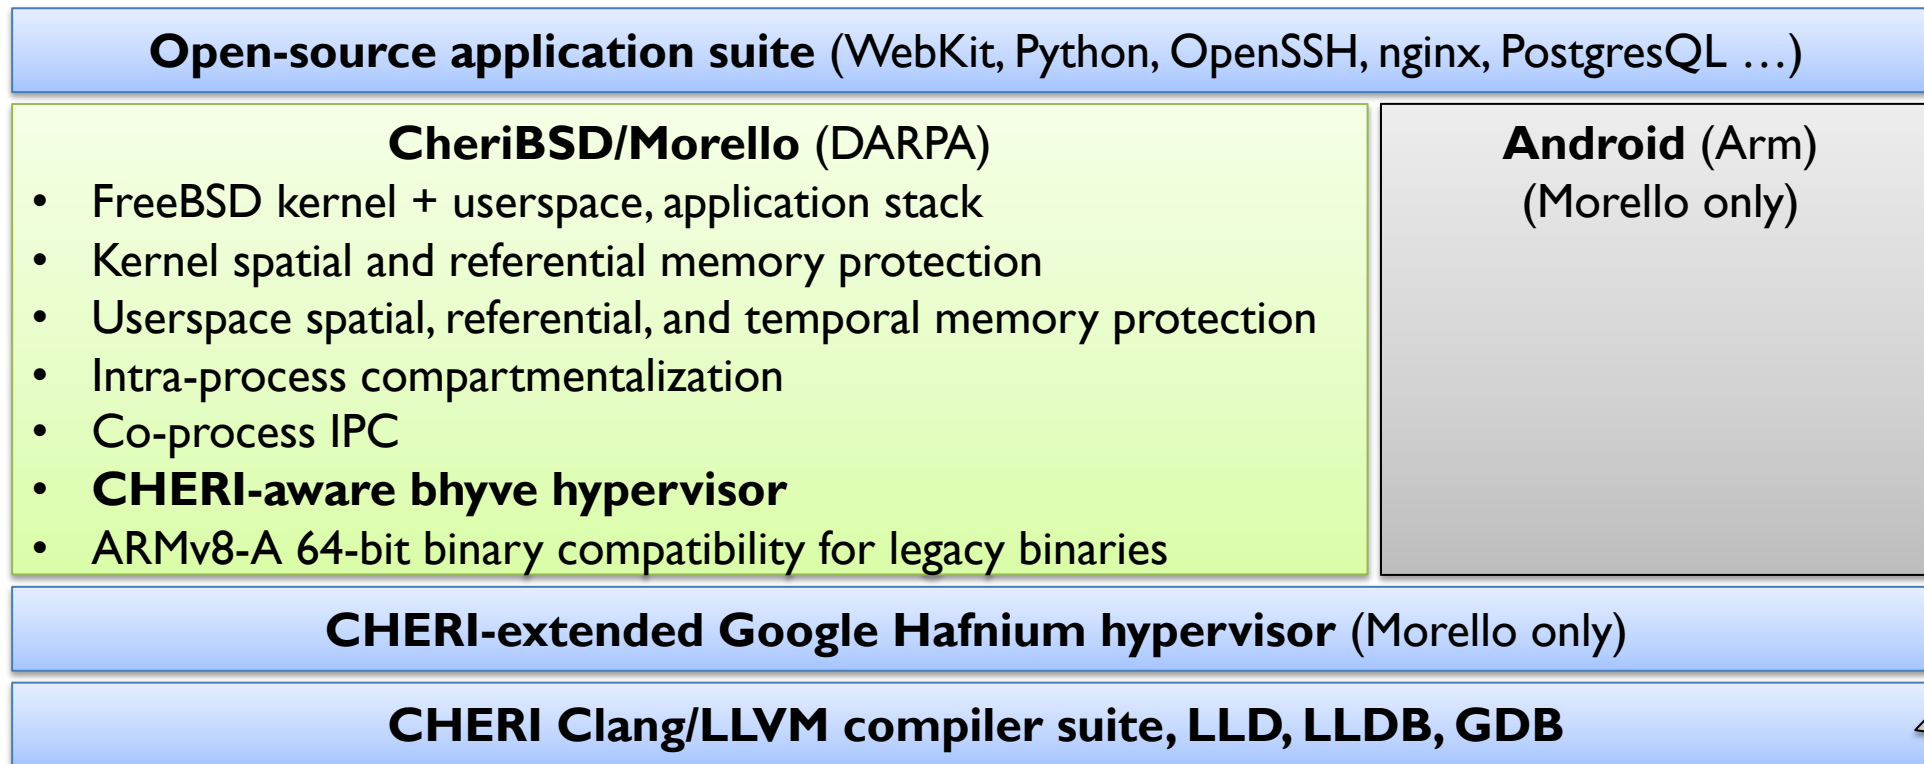 Open-source application suite (WebKit, Python, OpenSSH, nginx, PostgresQL …)
CheriBSD/Morello (DARPA)
• FreeBSD kernel + userspace, application stack
• Kernel spatial and referential memory protection
• Userspace spatial, referential, and temporal memory protection
• Intra-process compartmentalization
• Co-process IPC
• CHERI-aware bhyve hypervisor
• ARMv8-A 64-bit binary compatibility for legacy binaries
Android (Arm)
(Morello only)
CHERI-extended Google Hafnium hypervisor (Morello only)
CHERI Clang/LLVM compiler suite, LLD, LLDB, GDB